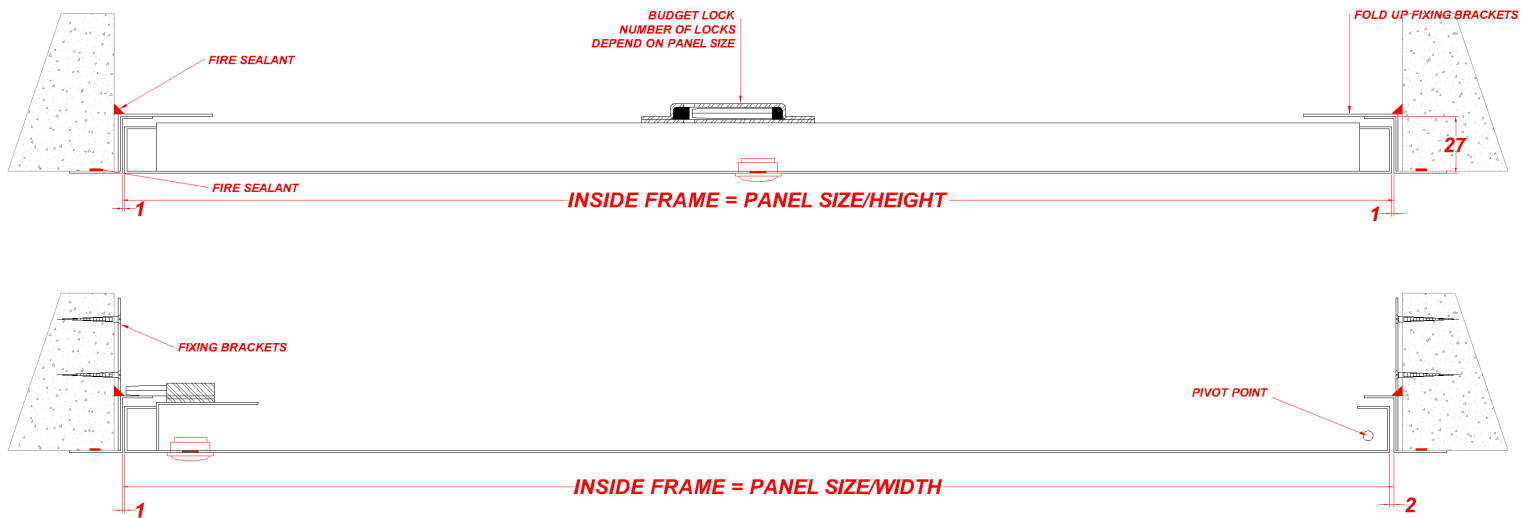 BUDGET LOCK
NUMBER OF LOCKS
DEPEND ON PANEL SIZE
FOLD UP FIXING BRACKETS
FIRE SEALANT
27
FIRE SEALANT
INSIDE FRAME = PANEL SIZE/HEIGHT
1
1
FIXING BRACKETS
PIVOT POINT
INSIDE FRAME = PANEL SIZE/WIDTH
1
2